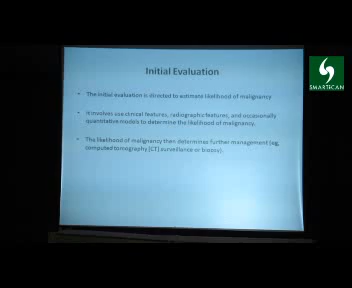 Initial Evaluation
• The initial evaluation is directed to estimate likelihood of malignancy
• It involves use clinical features, radiographic features, and occasionally
quantitative models to determine the likelihood of malignancy.
• The likelihood of malignancy then determines further management (eg,
computed tomography [CT] surveillance or biopsy).
SMARTECAN